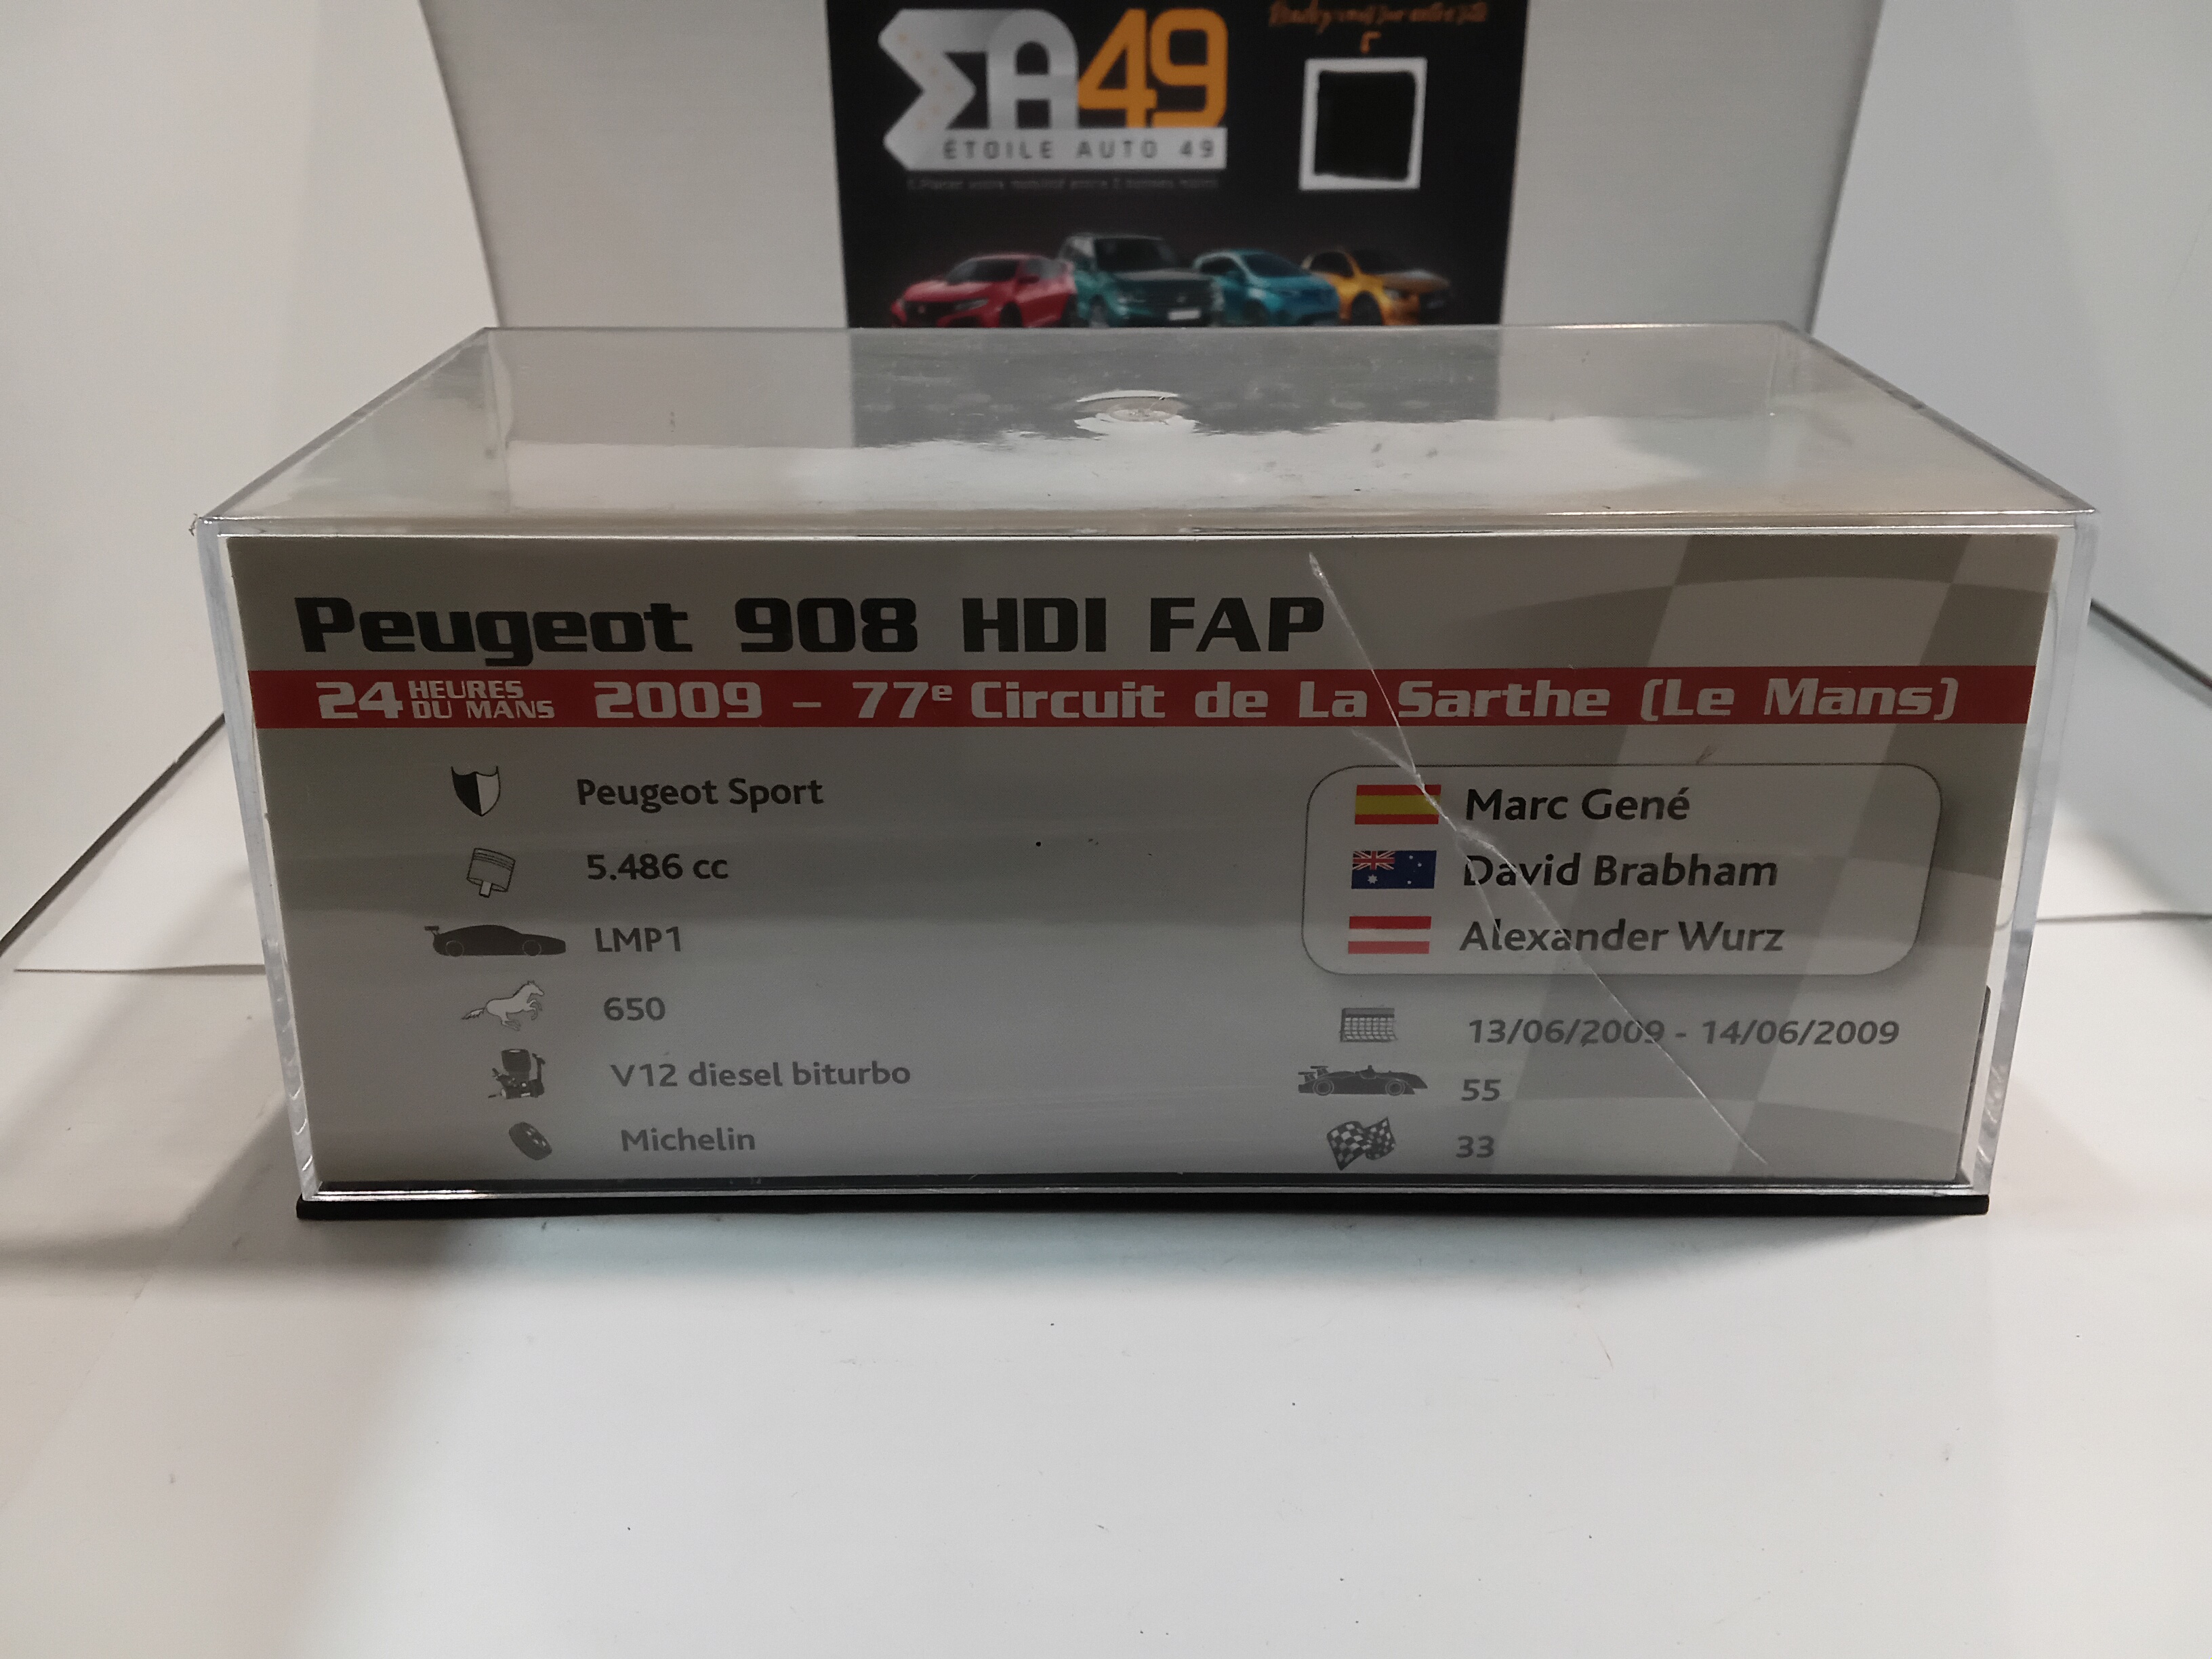 EA49
ÉTOILE AUTO 49
Peugeot 908 HDI FAP
24 HEURES DU MANS 2009 – 77e Circuit de La Sarthe (Le Mans)
Peugeot Sport
5.486 cc
LMP1
650
V12 diesel biturbo
Michelin
Marc Gené
David Brabham
Alexander Wurz
13/06/2009 - 14/06/2009
55
33